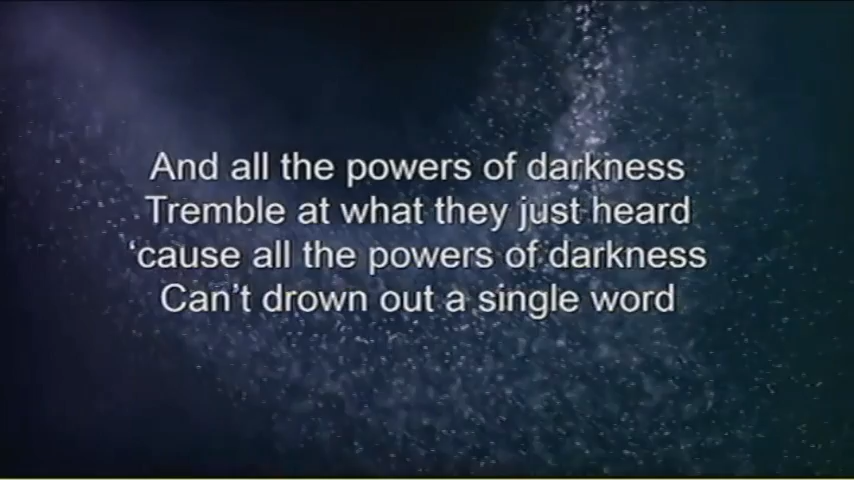 And all the powers of darkness
Tremble at what they just heard
‘cause all the powers of darkness
Can’t drown out a single word